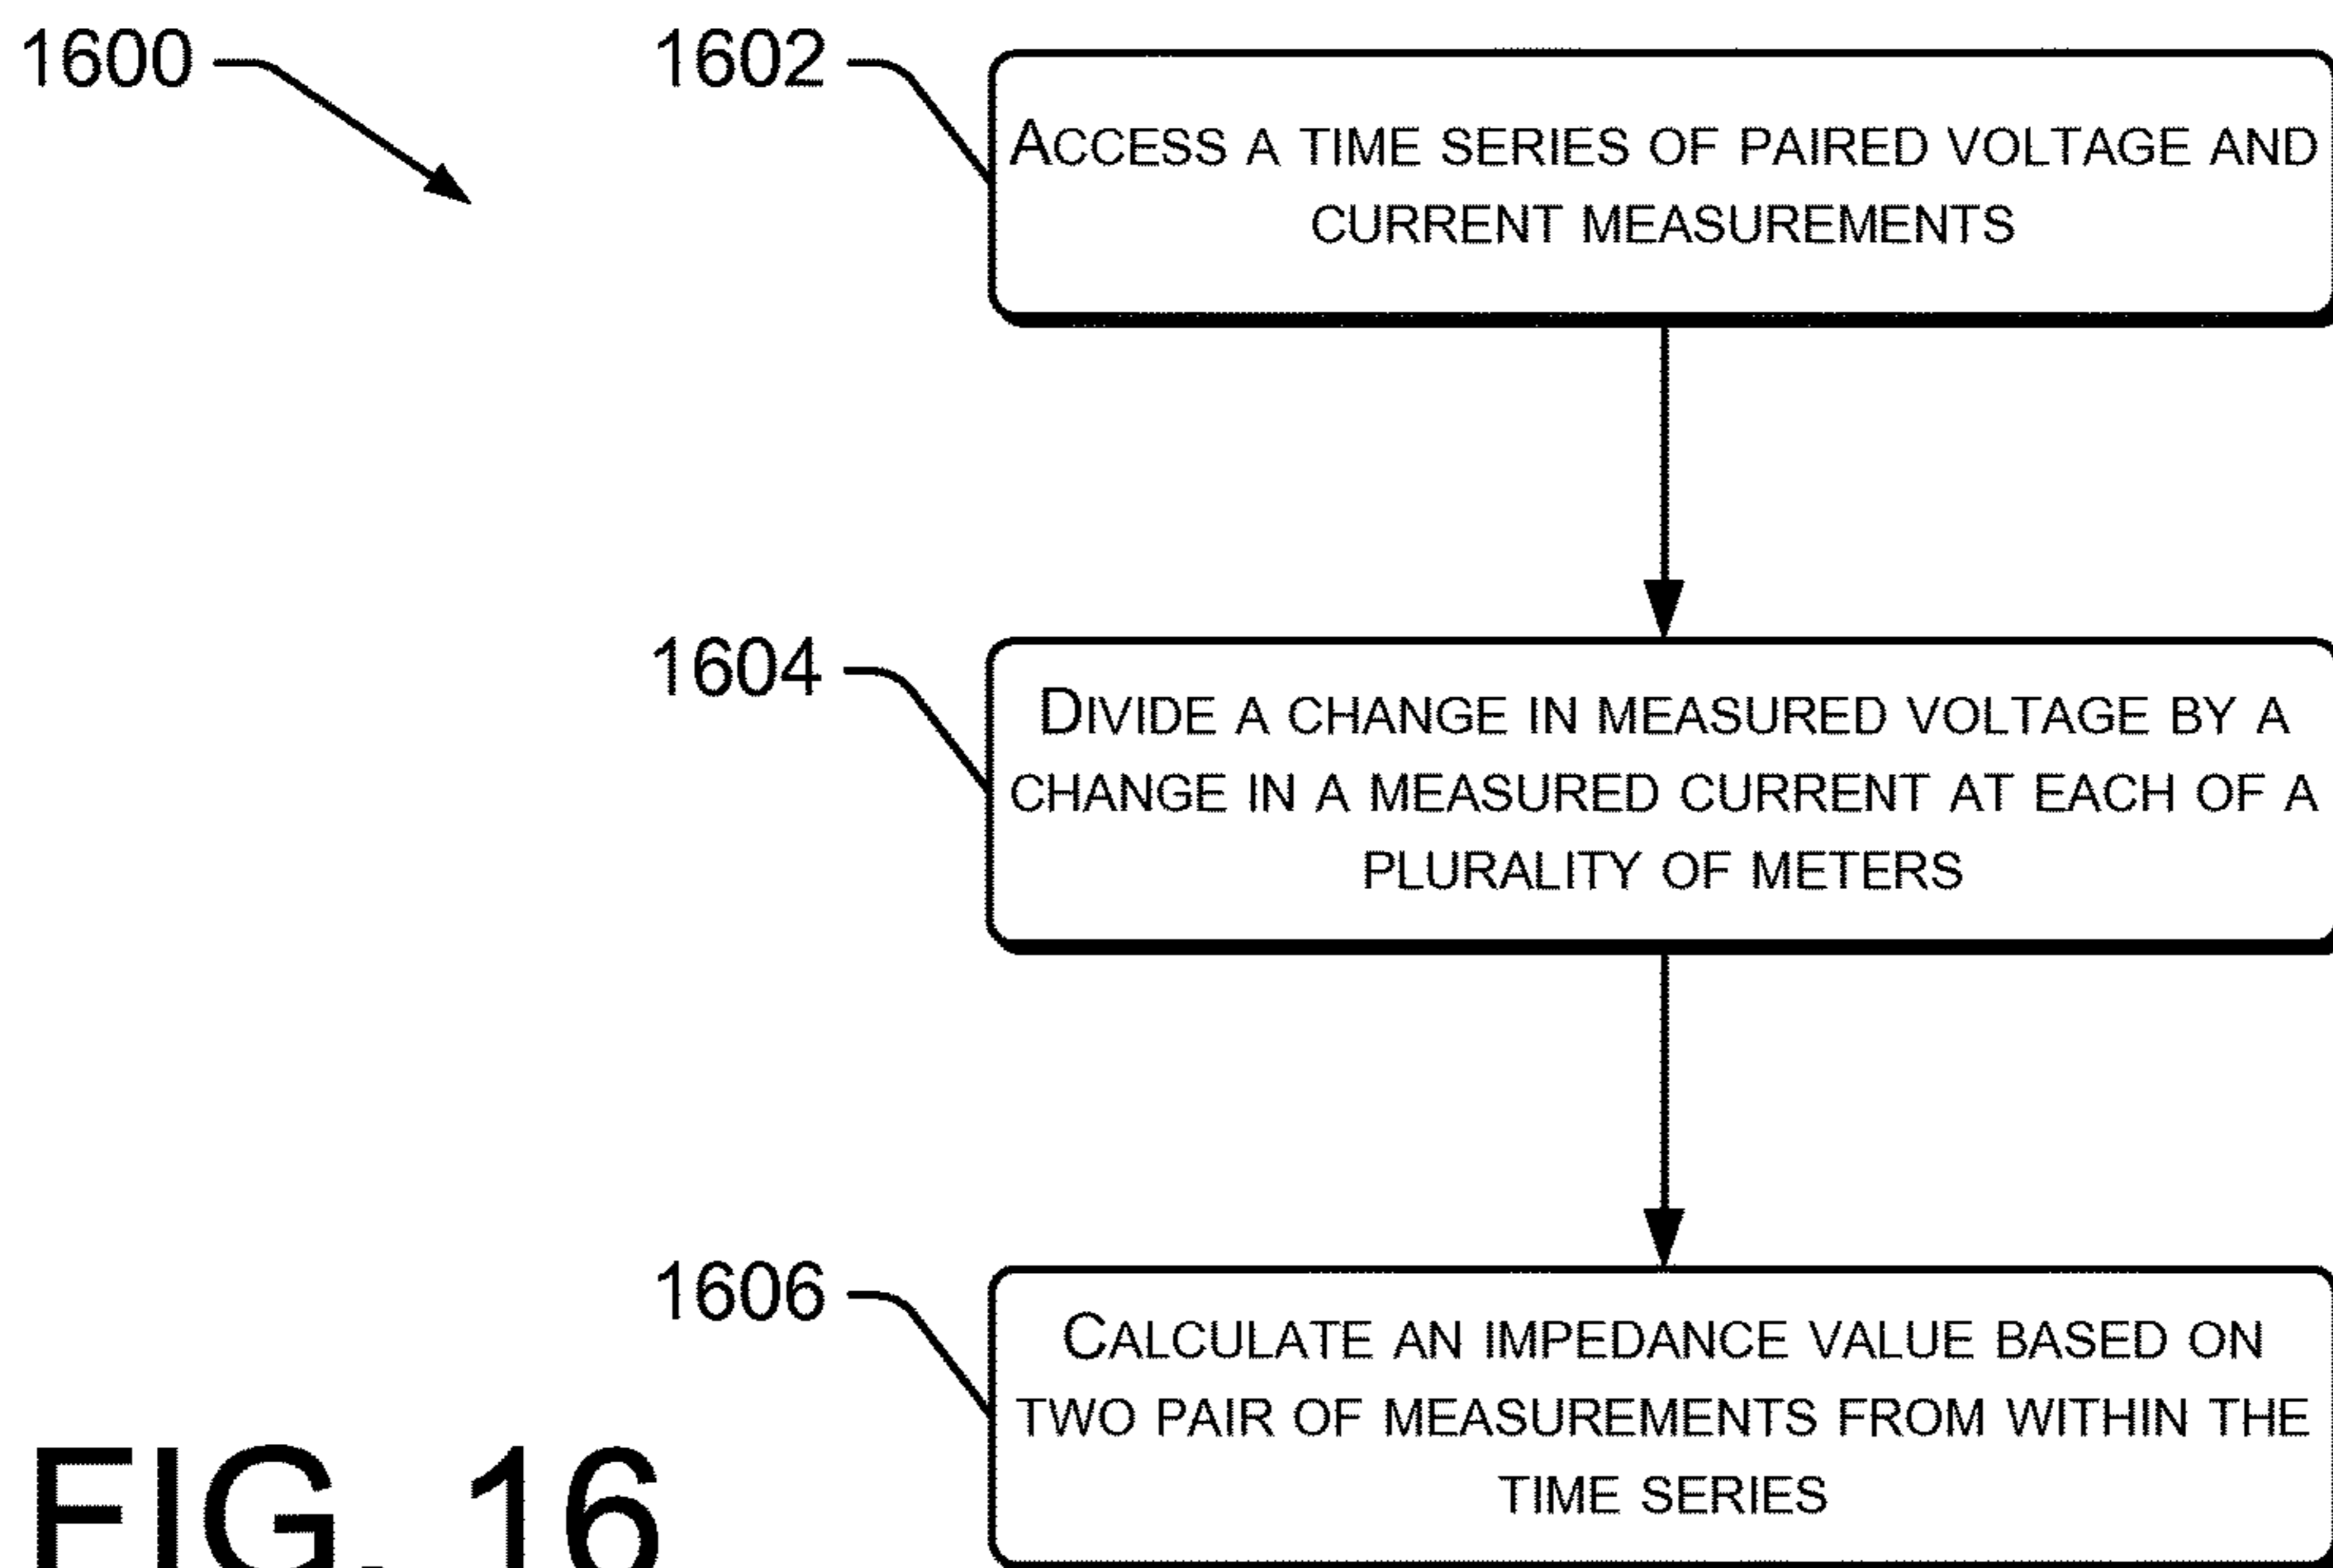 1600
1602
ACCESS A TIME SERIES OF PAIRED VOLTAGE AND
CURRENT MEASUREMENTS
1604
DIVIDE A CHANGE IN MEASURED VOLTAGE BY A
CHANGE IN A MEASURED CURRENT AT EACH OF A
PLURALITY OF METERS
1606
CALCULATE AN IMPEDANCE VALUE BASED ON
TWO PAIR OF MEASUREMENTS FROM WITHIN THE
TIME SERIES
FIG. 16